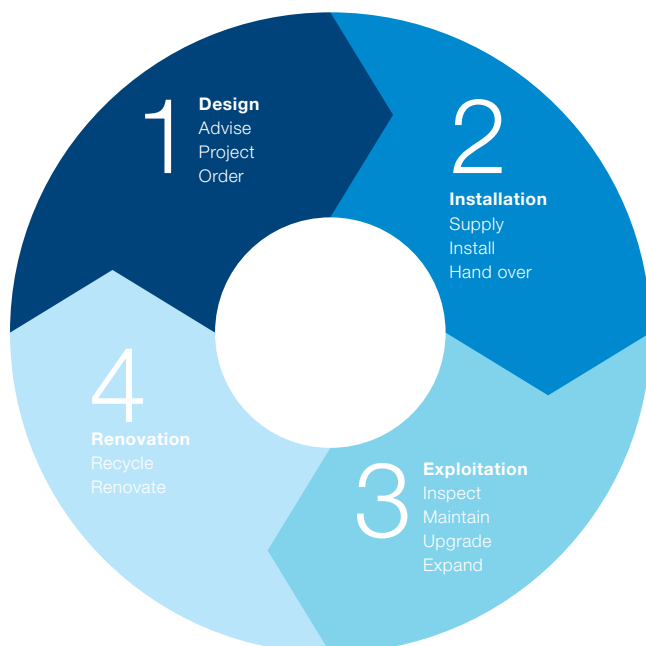 1
Design
Advise
Project
Order
2
Installation
Supply
Install
Hand over
3
Exploitation
Inspect
Maintain
Upgrade
Expand
4
Renovation
Recycle
Renovate